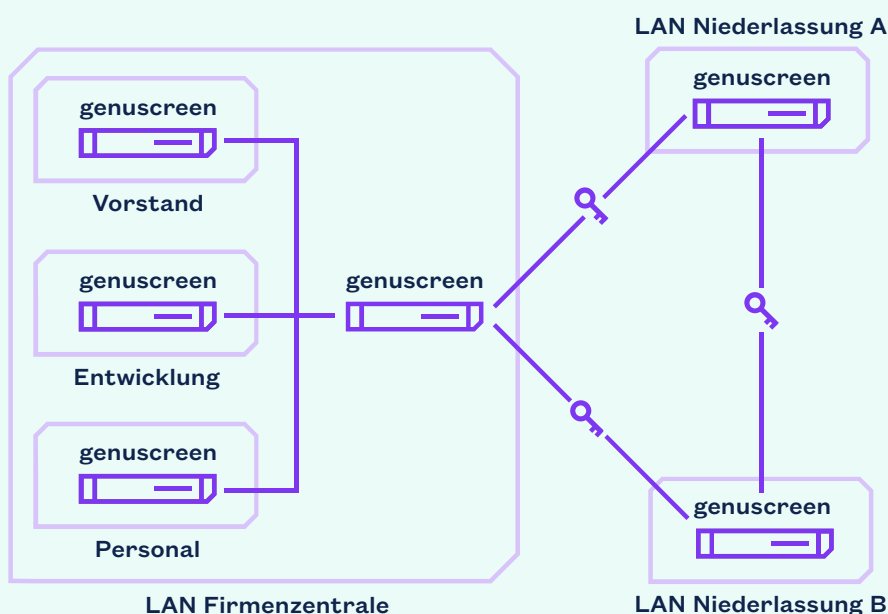 LAN Niederlassung A
genuscreen
genuscreen
Vorstand
genuscreen
genuscreen
Entwicklung
genuscreen
Personal
genuscreen
LAN Firmenzentrale
LAN Niederlassung B